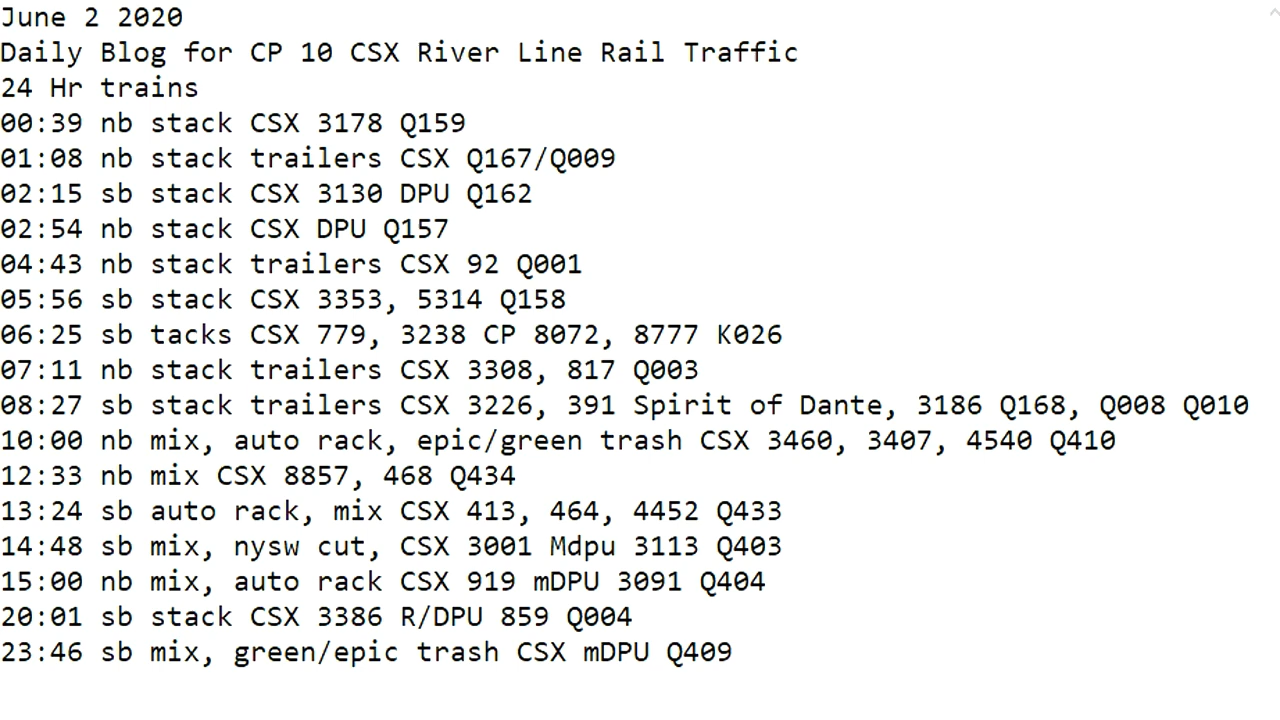 June 2 2020
Daily Blog for CP 10 CSX River Line Rail Traffic
24 Hr trains
00:39 nb stack CSX 3178 Q159
01:08 nb stack trailers CSX Q167/Q009
02:15 sb stack CSX 3130 DPU Q162
02:54 nb stack CSX DPU Q157
04:43 nb stack trailers CSX 92 Q001
05:56 sb stack CSX 3353, 5314 Q158
06:25 sb tacks CSX 779, 3238 CP 8072, 8777 K026
07:11 nb stack trailers CSX 3308, 817 Q003
08:27 sb stack trailers CSX 3226, 391 Spirit of Dante, 3186 Q168, Q008 Q010
10:00 nb mix, auto rack, epic/green trash CSX 3460, 3407, 4540 Q410
12:33 nb mix CSX 8857, 468 Q434
13:24 sb auto rack, mix CSX 413, 464, 4452 Q433
14:48 sb mix, nysw cut, CSX 3001 Mdpu 3113 Q403
15:00 nb mix, auto rack CSX 919 mDPU 3091 Q404
20:01 sb stack CSX 3386 R/DPU 859 Q004
23:46 sb mix, green/epic trash CSX mDPU Q409